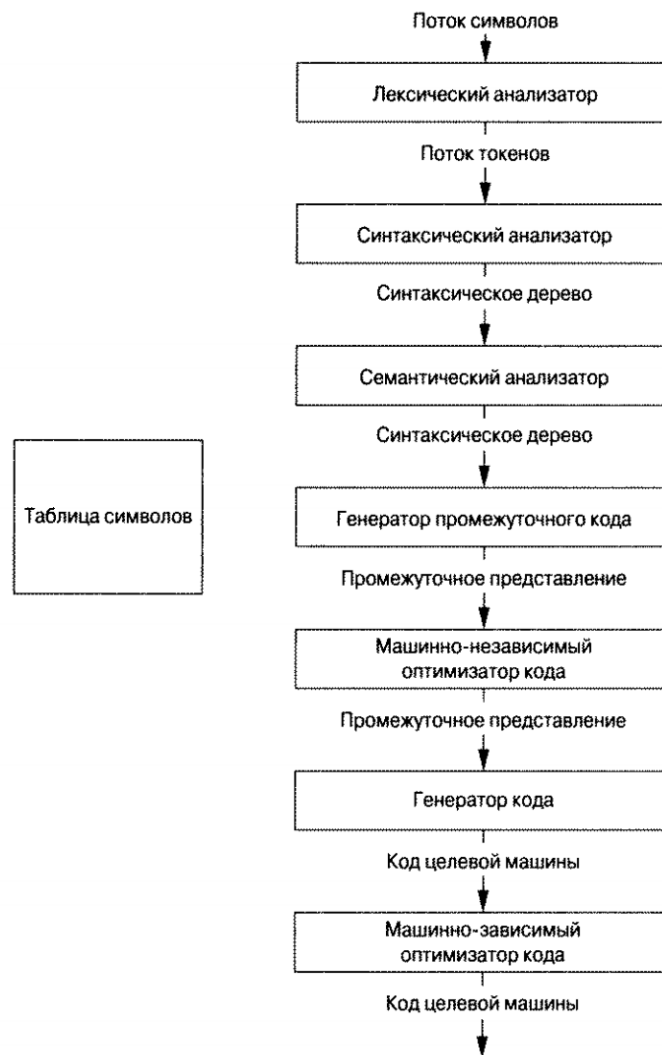 Поток символов
Лексический анализатор
Поток токенов
Синтаксический анализатор
Синтаксическое дерево
Семантический анализатор
Синтаксическое дерево
Таблица символов
Генератор промежуточного кода
Промежуточное представление
Машинно-независимый
оптимизатор кода
Промежуточное представление
Генератор кода
Код целевой машины
Машинно-зависимый
оптимизатор кода
Код целевой машины